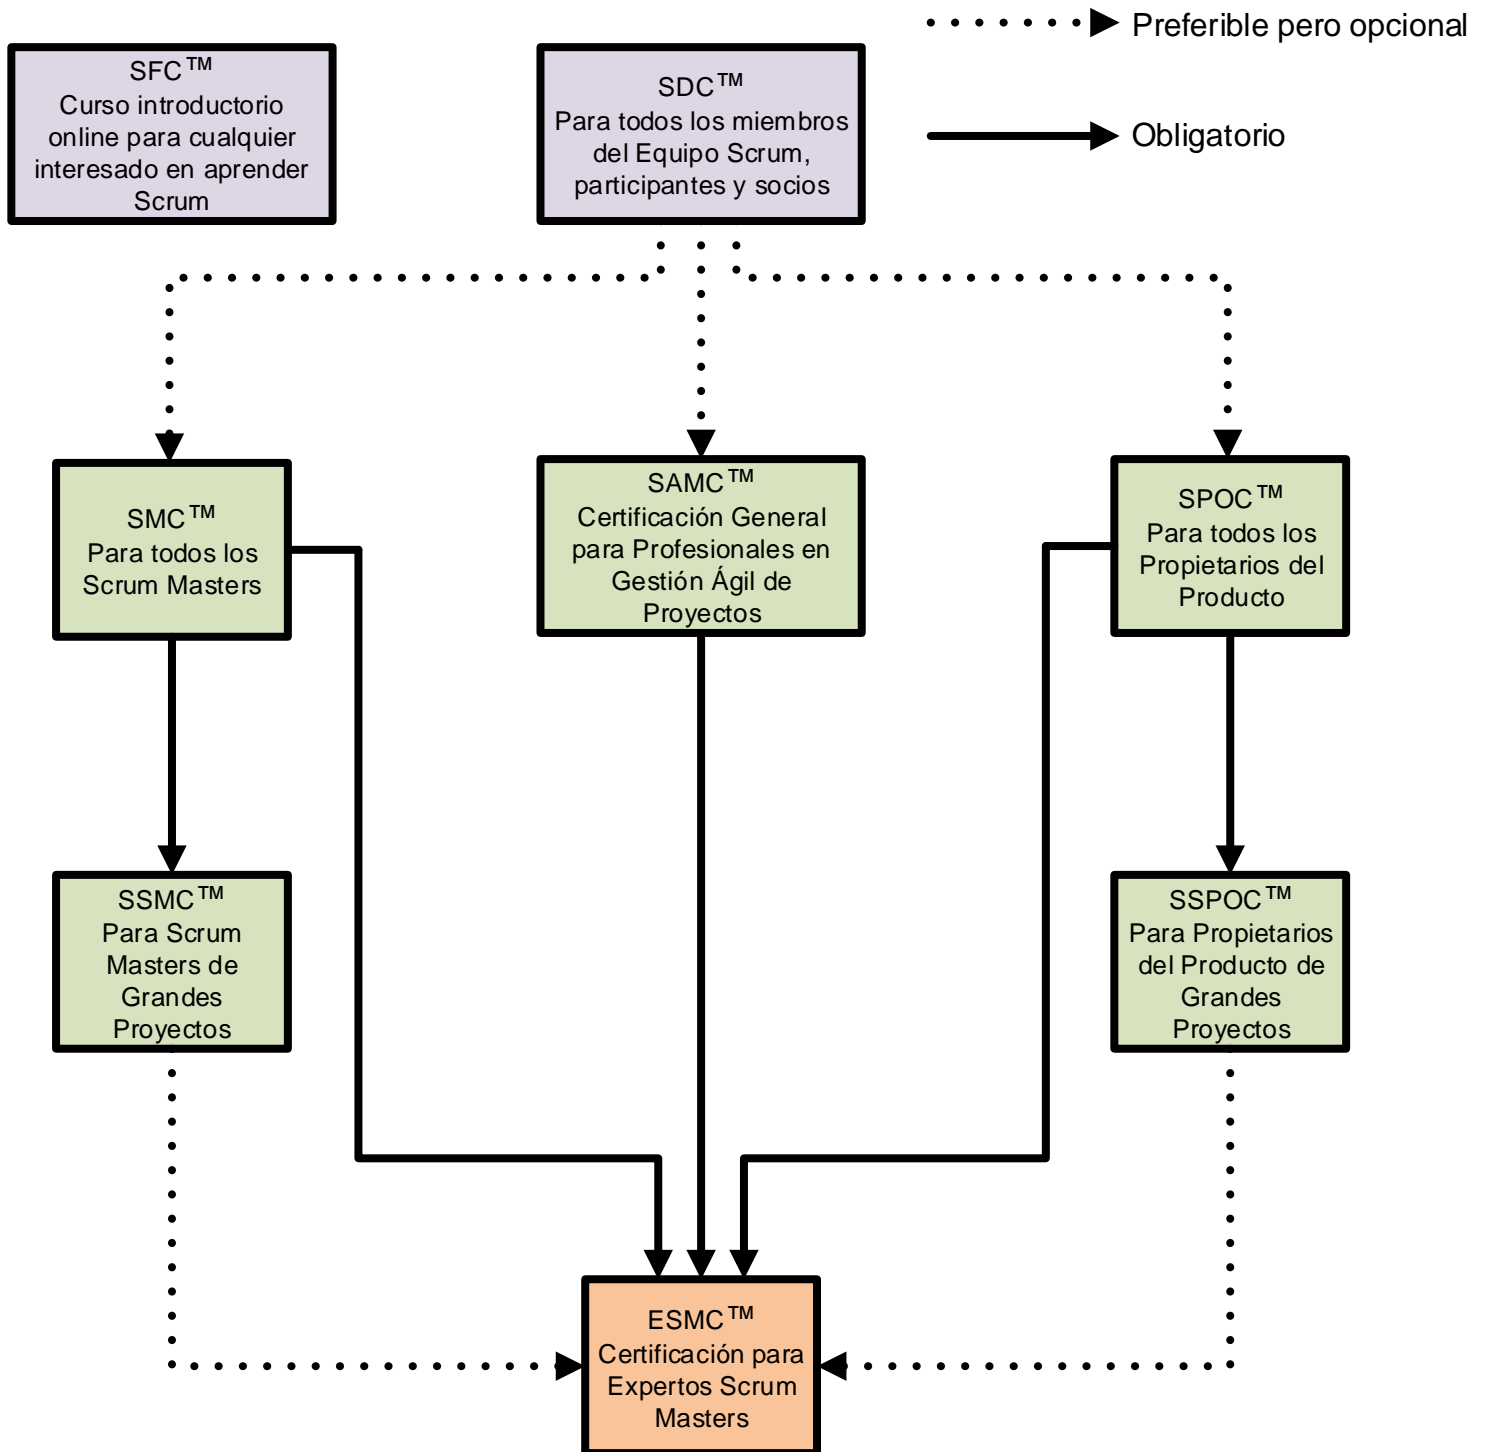 Preferible pero opcional
Obligatorio
SFC™
Curso introductorio
online para cualquier
interesado en aprender
Scrum
SDC™
Para todos los miembros
del Equipo Scrum,
participantes y socios
SMC™
Para todos los
Scrum Masters
SAMC™
Certificación General
para Profesionales en
Gestión Ágil de
Proyectos
SPOC™
Para todos los
Propietarios del
Producto
SSMC™
Para Scrum
Masters de
Grandes
Proyectos
SSPOC™
Para Propietarios
del Producto de
Grandes
Proyectos
ESMC™
Certificación para
Expertos Scrum
Masters